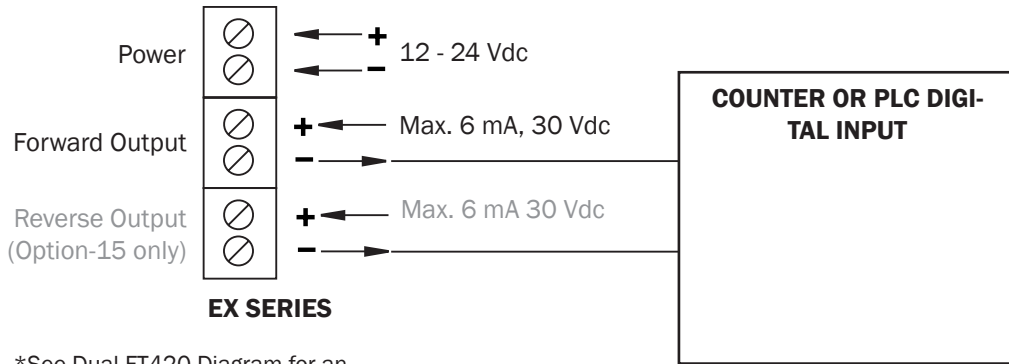 Power
+
12 - 24 Vdc
−
Forward Output
+
Max. 6 mA, 30 Vdc
−
Reverse Output
(Option-15 only)
+
Max. 6 mA 30 Vdc
−
EX SERIES
COUNTER OR PLC DIGI-
TAL INPUT
*See Dual FT420 Diagram for an